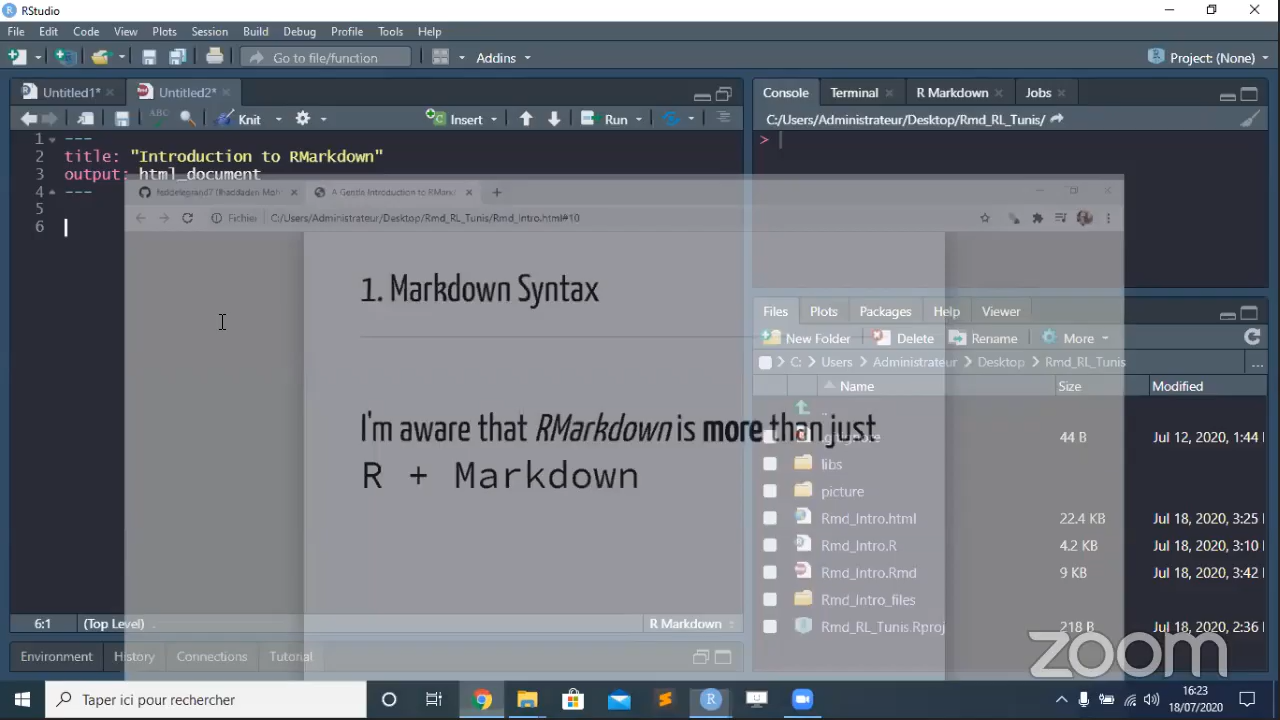 RStudio
File Edit Code View Plots Session Build Debug Profile Tools Help
Go to file/function Addins Project: (None)
Untitled1* Untitled2*
Knit Insert Run
1 ---
2 title: "Introduction to RMarkdown"
3 output: html_document
4 ---
5
6
6:1 (Top Level) R Markdown
Environment History Connections Tutorial
Console Terminal R Markdown Jobs
C:/Users/Administrateur/Desktop/Rmd_RL_Tunis/
>
Files Plots Packages Help Viewer
New Folder Delete Rename More
C: Users Administrateur Desktop Rmd_RL_Tunis ...
Name Size Modified
..
.gitignore 44 B Jul 12, 2020, 1:44
libs
picture
Rmd_Intro.html 22.4 KB Jul 18, 2020, 3:25
Rmd_Intro.R 4.2 KB Jul 18, 2020, 3:10
Rmd_Intro.Rmd 9 KB Jul 18, 2020, 3:42
Rmd_Intro_files
Rmd_RL_Tunis.Rproj 218 B Jul 18, 2020, 2:36
A Gentle Introduction to RMar
Fichier C:/Users/Administrateur/Desktop/Rmd_RL_Tunis/Rmd_Intro.html#10
1. Markdown Syntax
I'm aware that RMarkdown is more than just
R + Markdown
zoom
Taper ici pour rechercher
16:23
18/07/2020